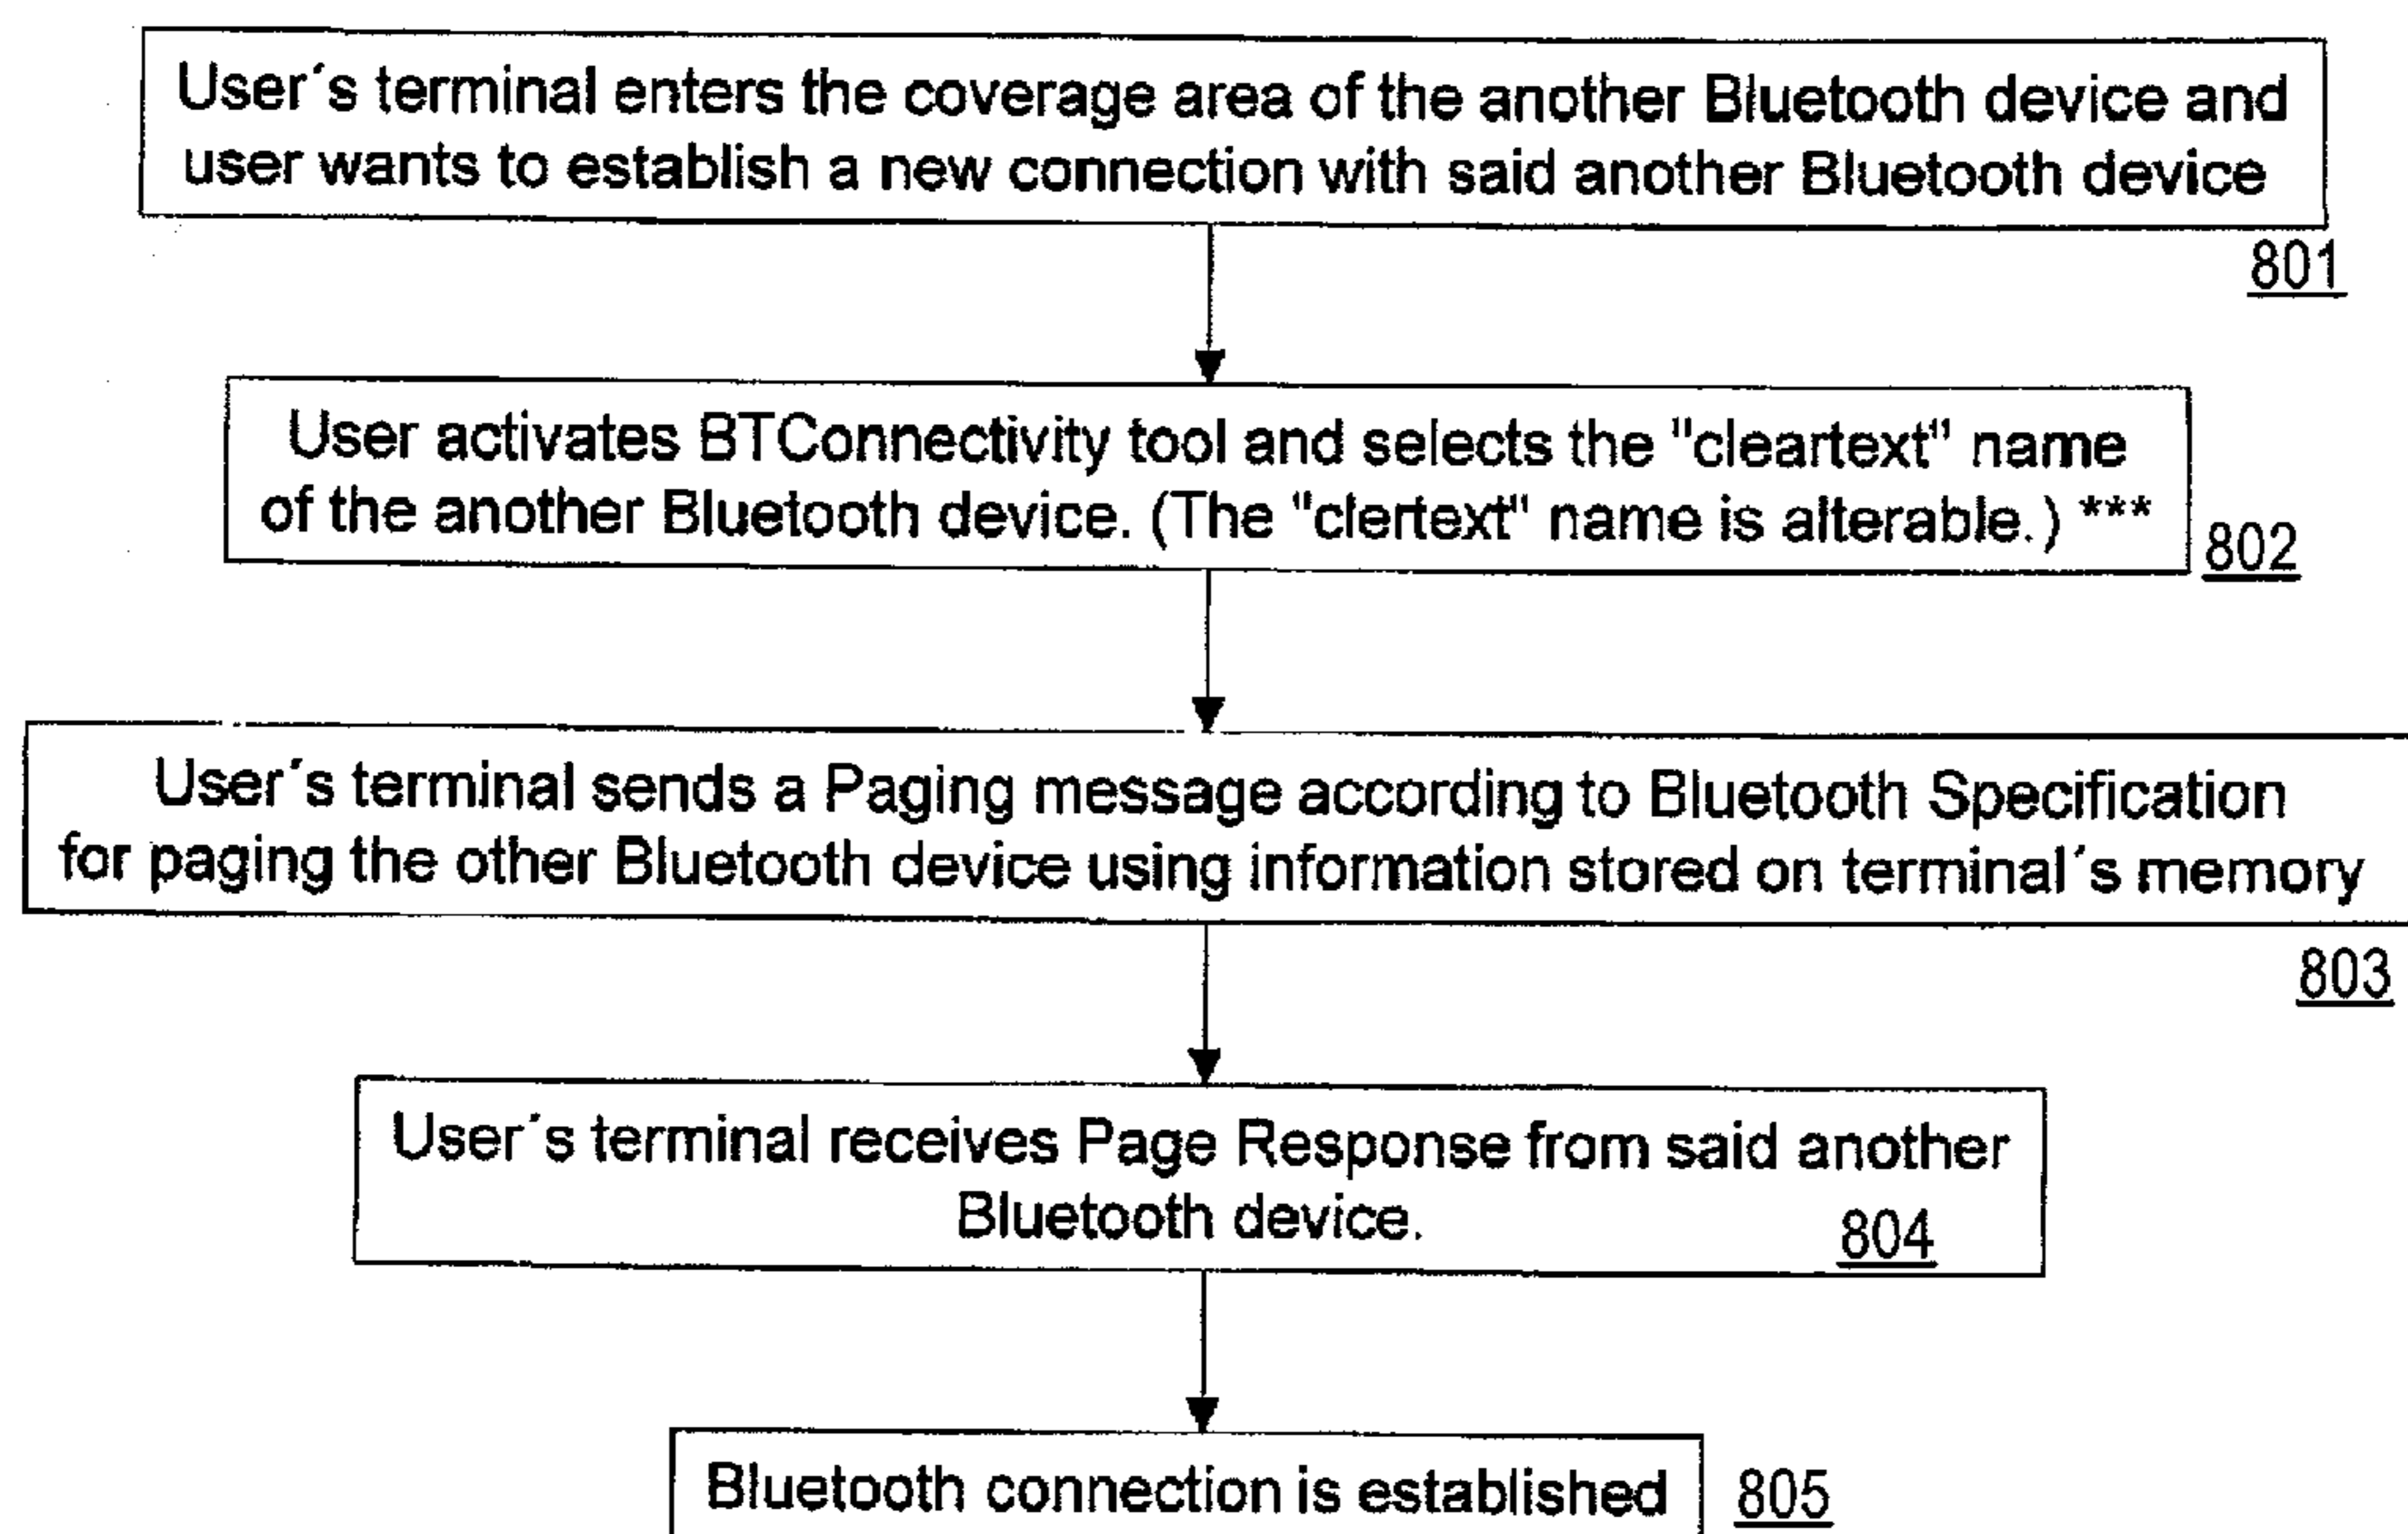 User´s terminal enters the coverage area of the another Bluetooth device and
user wants to establish a new connection with said another Bluetooth device
801
User activates BTConnectivity tool and selects the "cleartext" name
of the another Bluetooth device. (The "clertext" name is alterable.) ***
802
User´s terminal sends a Paging message according to Bluetooth Specification
for paging the other Bluetooth device using information stored on terminal´s memory
803
User´s terminal receives Page Response from said another
Bluetooth device.
804
Bluetooth connection is established
805